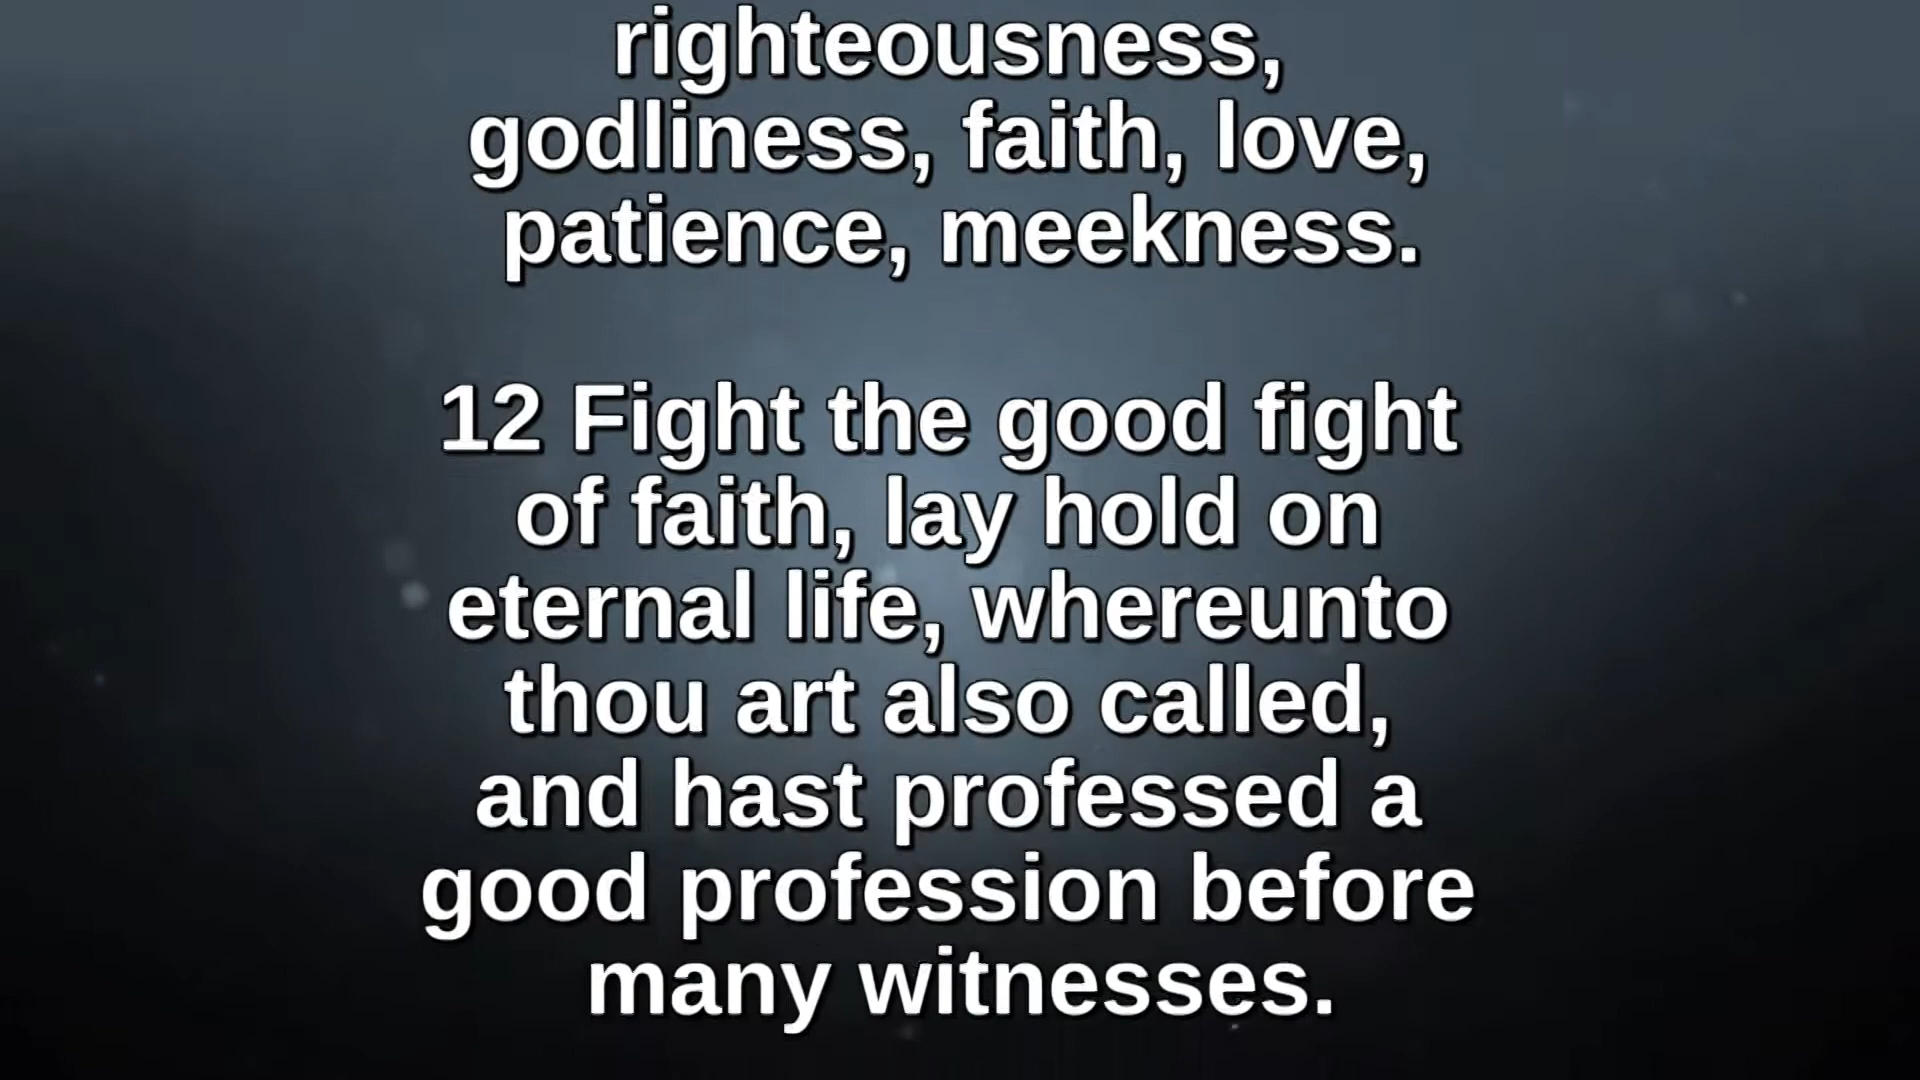 righteousness,
godliness, faith, love,
patience, meekness.
12 Fight the good fight
of faith, lay hold on
eternal life, whereunto
thou art also called,
and hast professed a
good profession before
many witnesses.